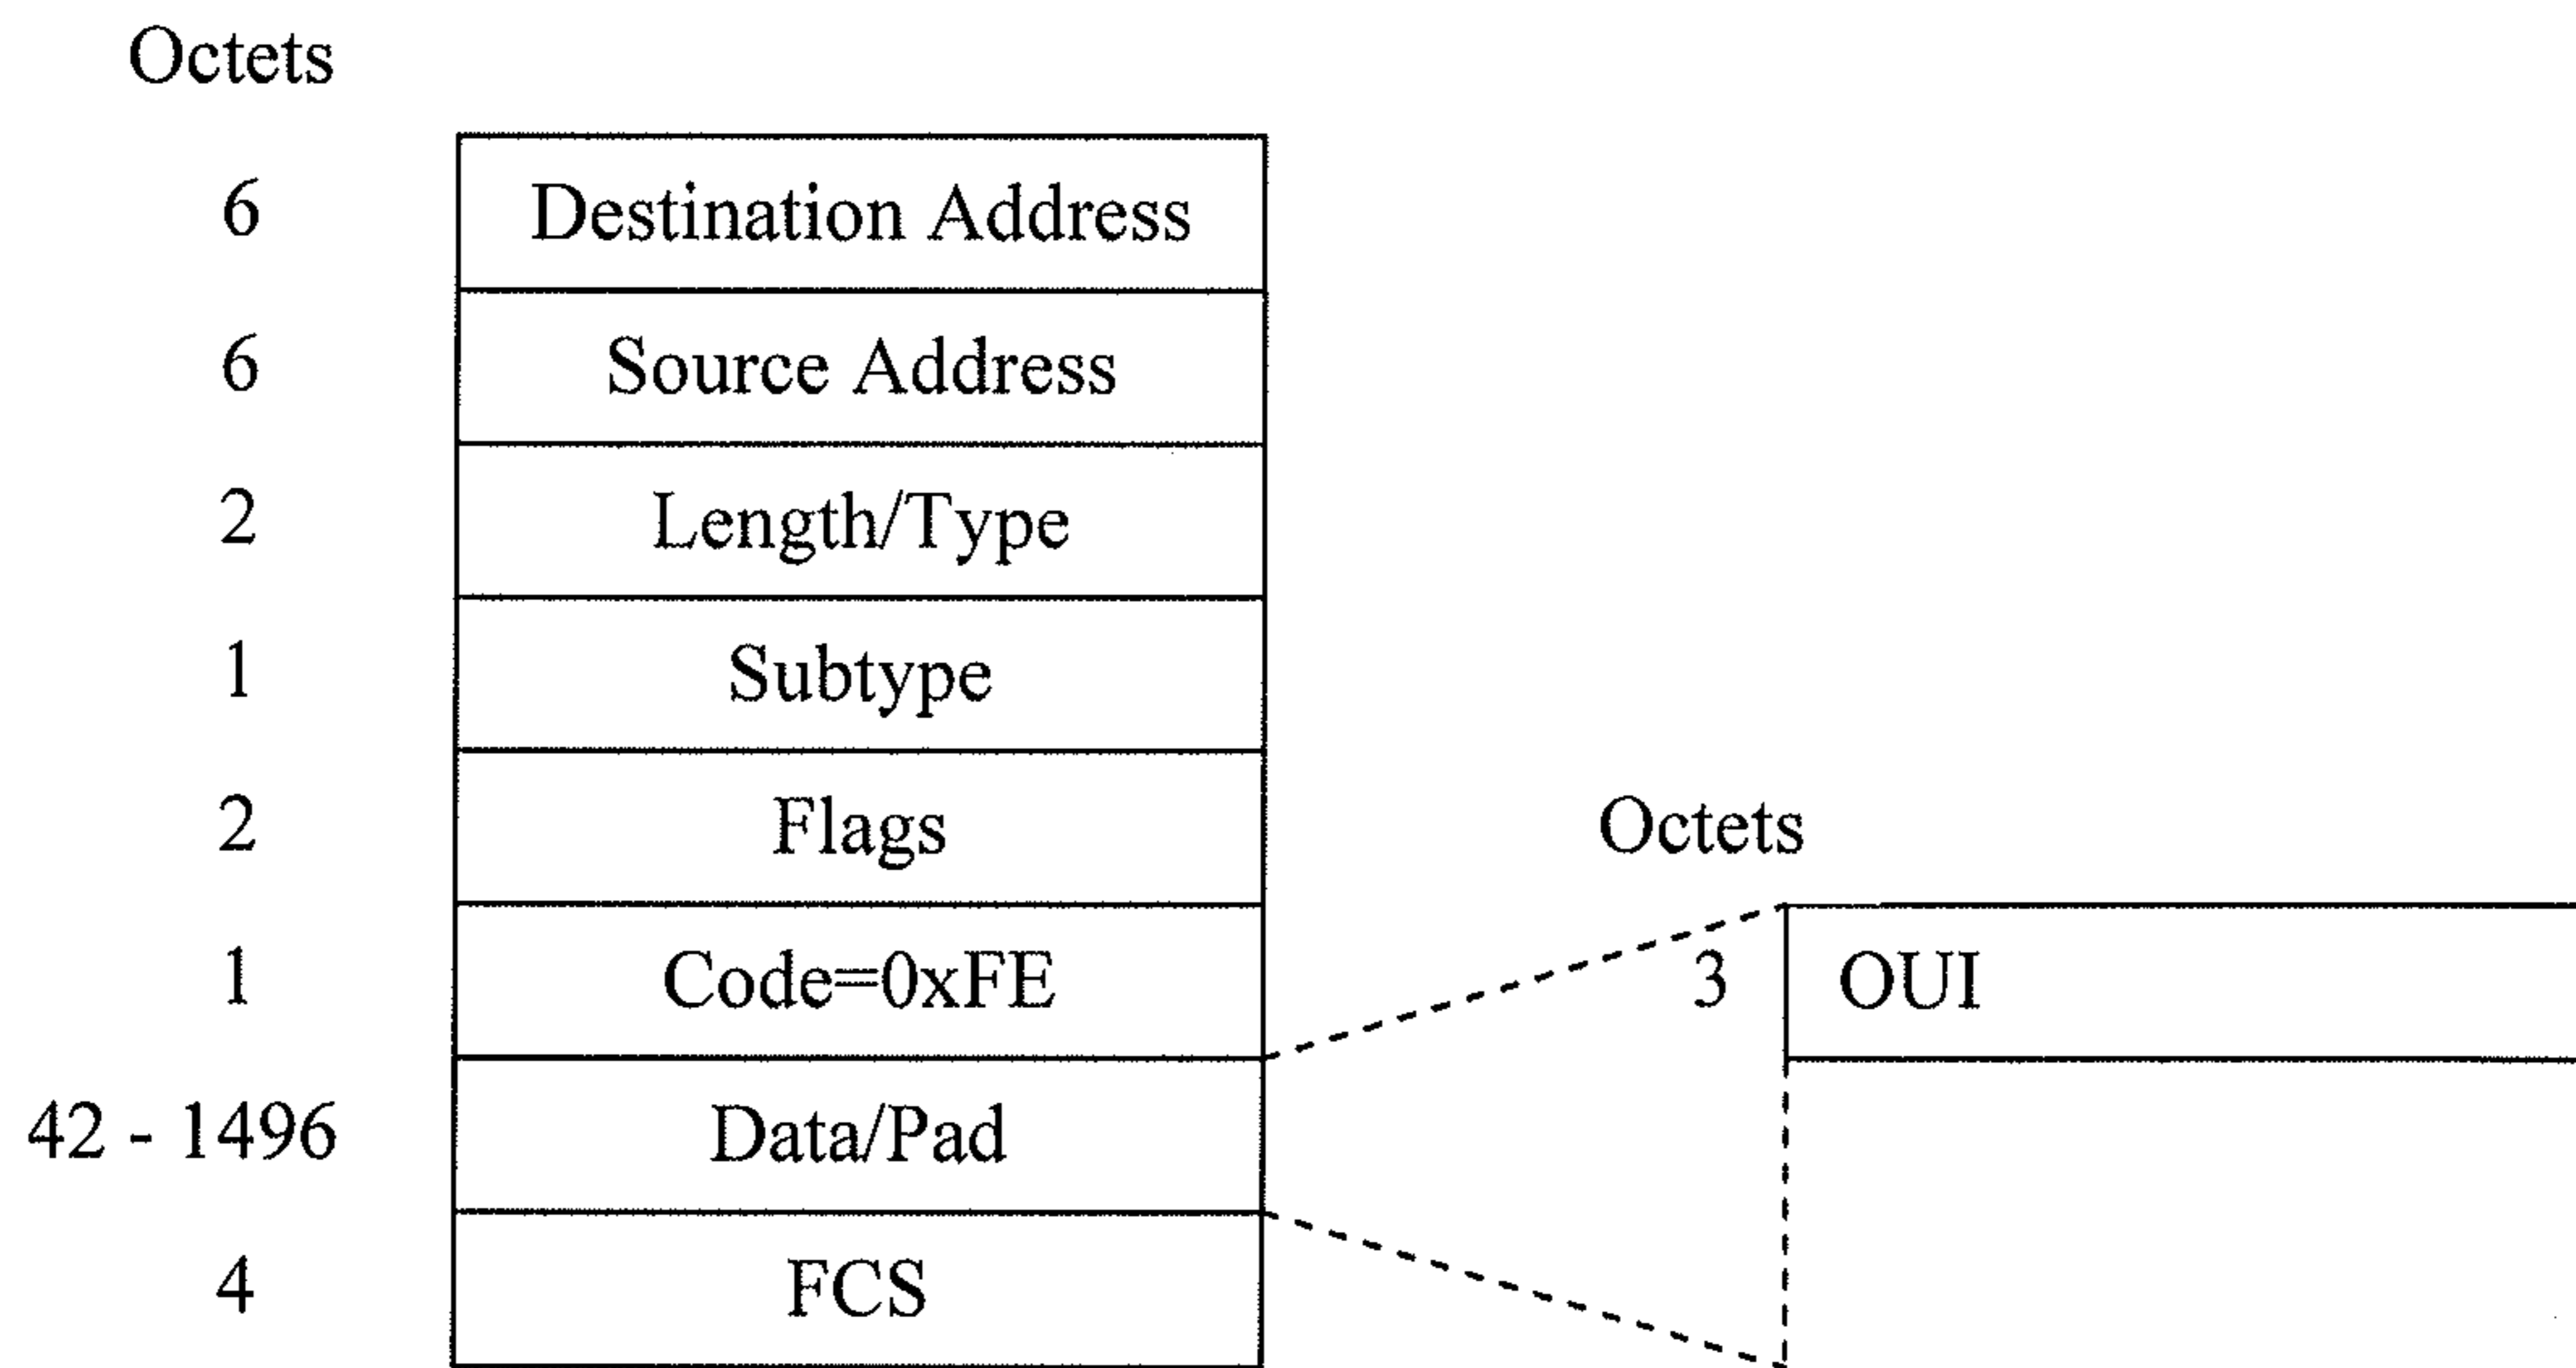 Octets
6 Destination Address
6 Source Address
2 Length/Type
1 Subtype
2 Flags
1 Code=0xFE
42 - 1496 Data/Pad
4 FCS
Octets
3 OUI